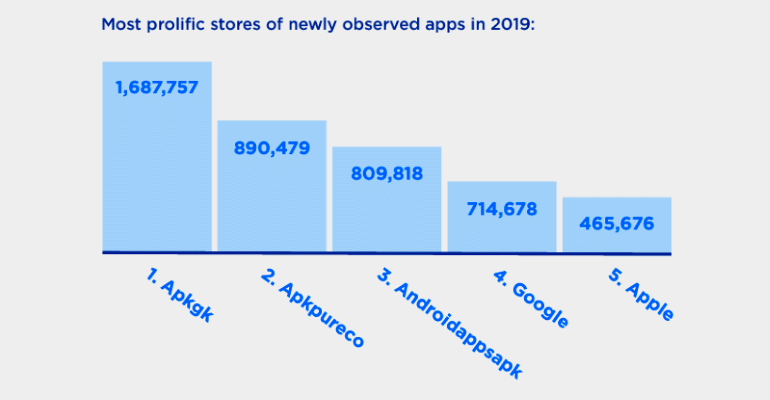 Most prolific stores of newly observed apps in 2019:
1,687,757
890,479
809,818
714,678
465,676
1. Apkgk
2. Apkpureco
3. Androidappsapk
4. Google
5. Apple